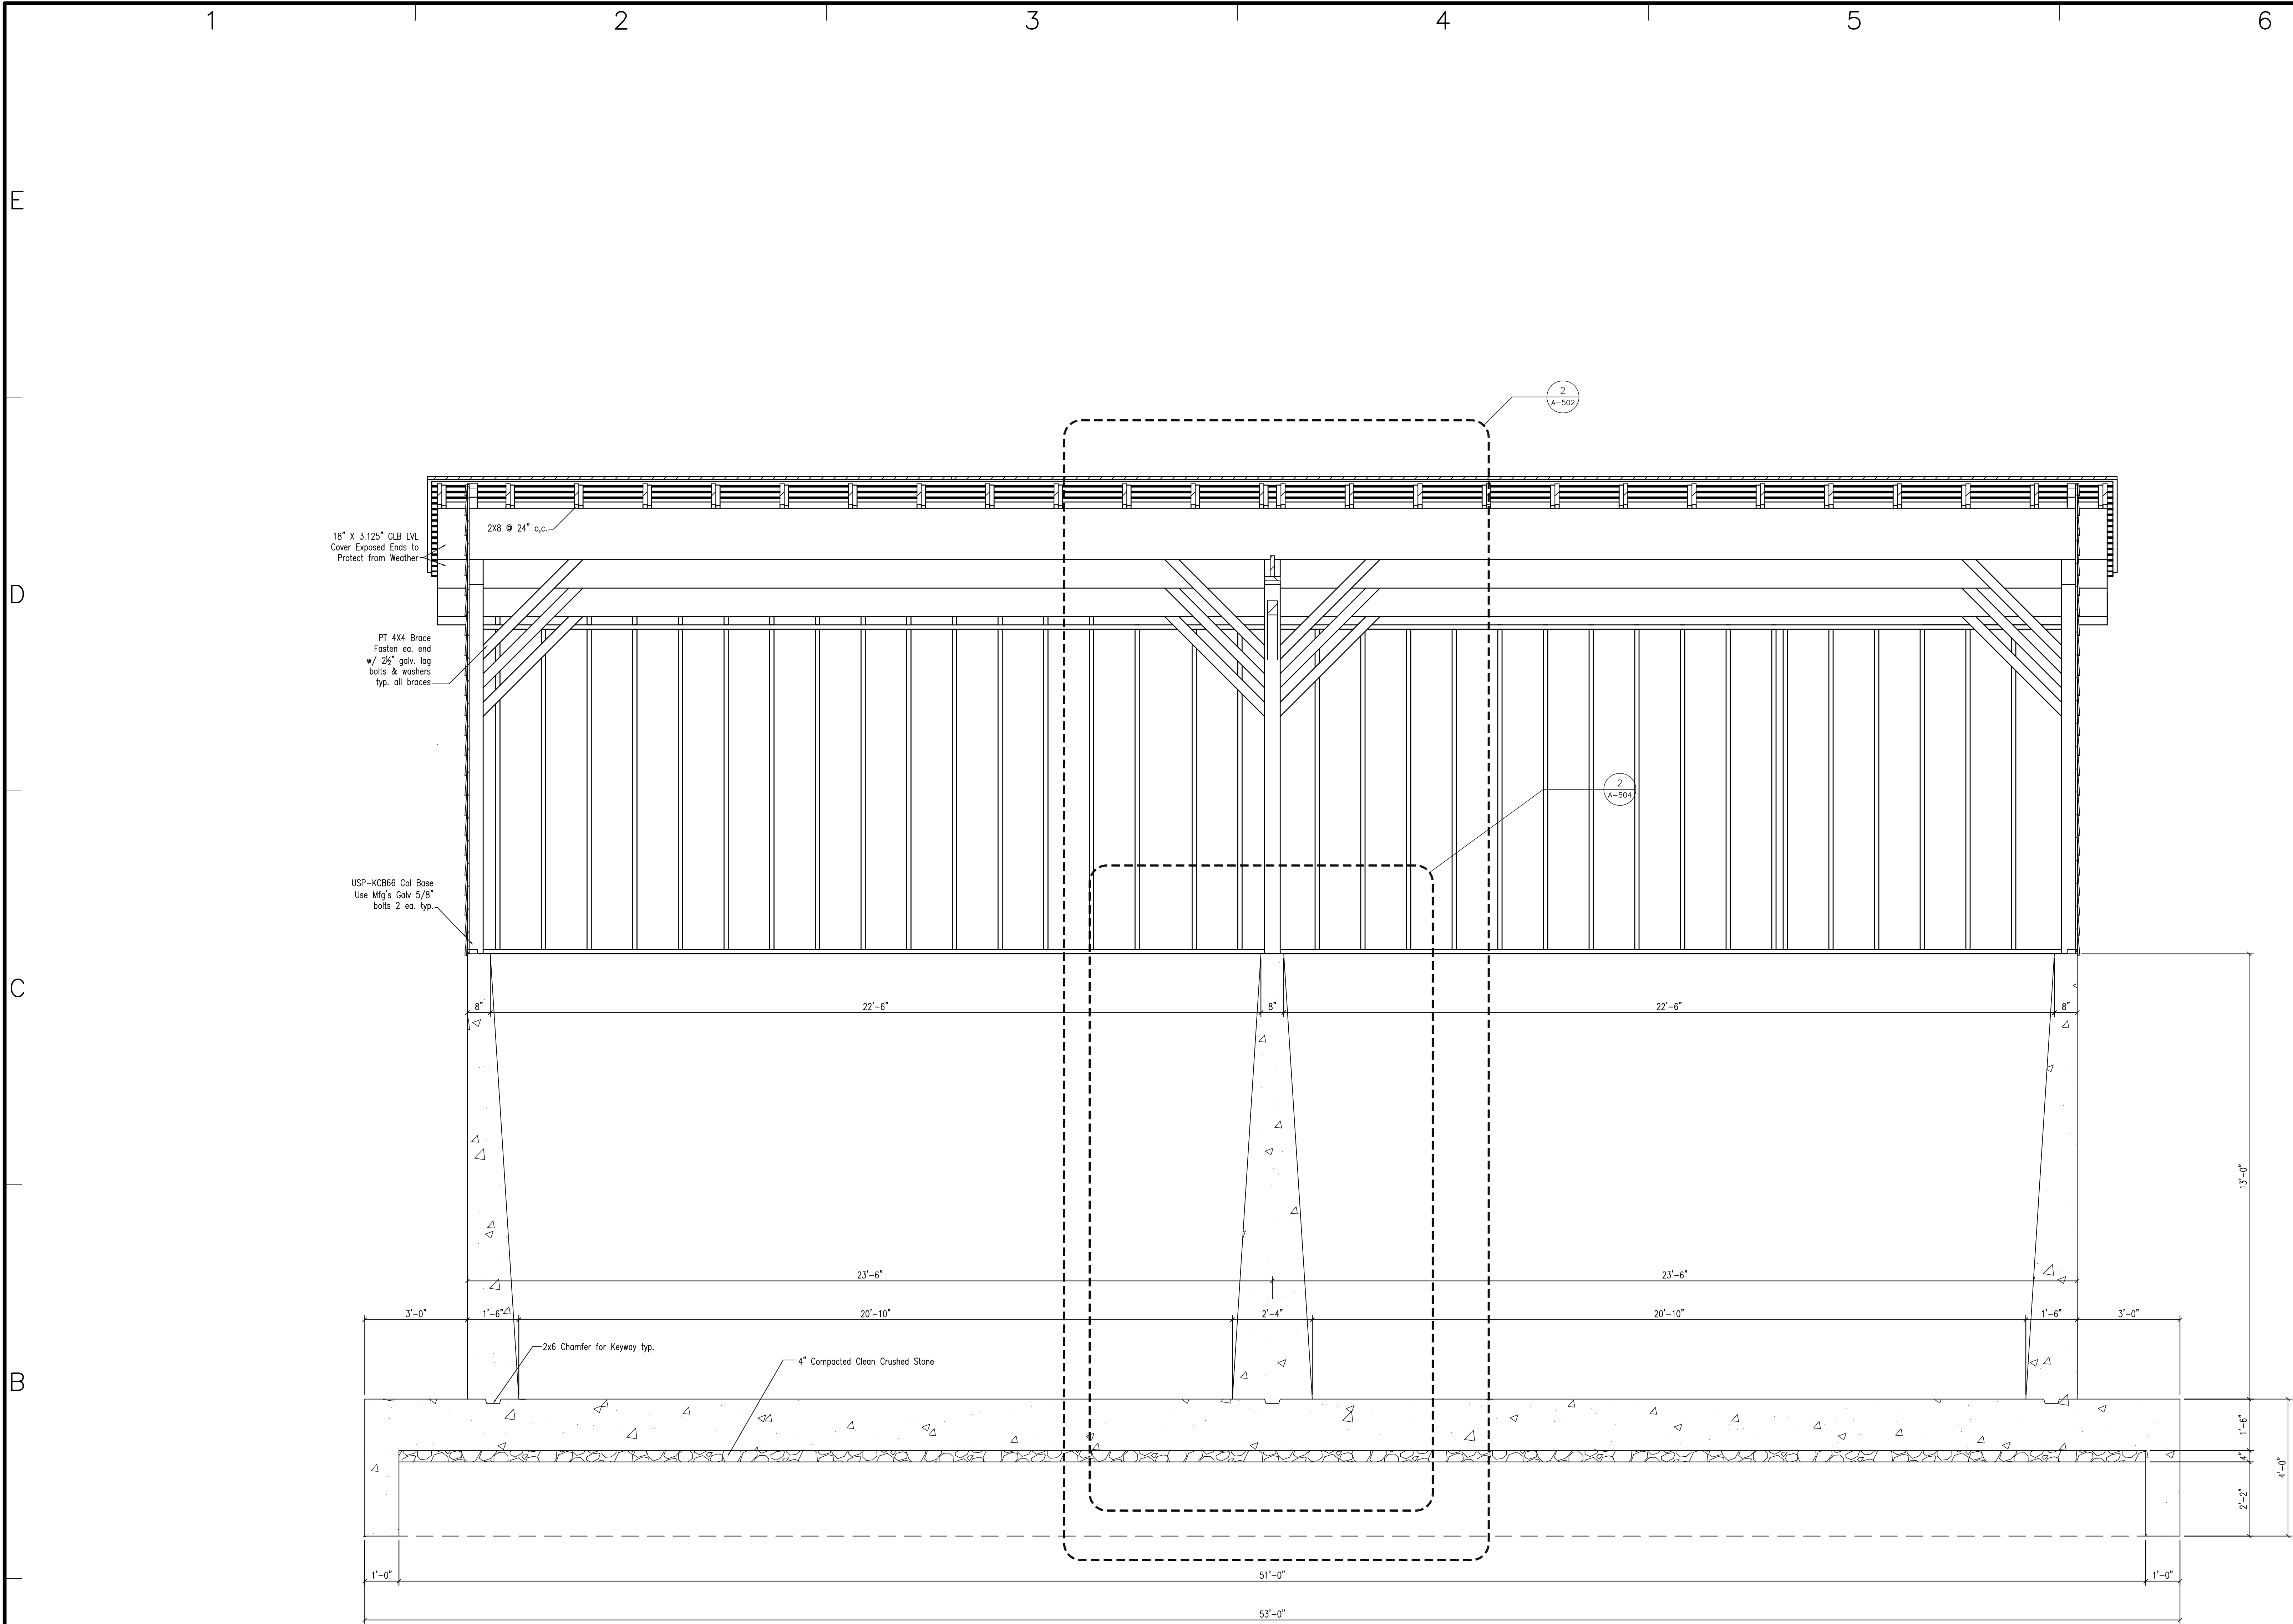 1
2
3
4
5
6
E
2
A-502
18" X 3.125" GLB LVL
Cover Exposed Ends to
Protect from Weather
2X8 @ 24" o.c.
D
PT 4X4 Brace
Fasten ea. end
w/ 2½" galv. lag
bolts & washers
typ. all braces
2
A-504
USP-KCB66 Col Base
Use Mfg's Galv 5/8"
bolts 2 ea. typ.
C
8"
22'-6"
8"
22'-6"
8"
13'-0"
23'-6"
23'-6"
3'-0"
1'-6"
20'-10"
2'-4"
20'-10"
1'-6"
3'-0"
2x6 Chamfer for Keyway typ.
4" Compacted Clean Crushed Stone
B
1'-6"
4"
4'-0"
2'-2"
1'-0"
51'-0"
1'-0"
53'-0"